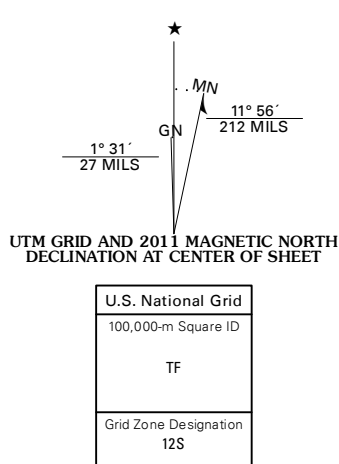 ★
MN
GN
11° 56´
212 MILS
1° 31´
27 MILS
UTM GRID AND 2011 MAGNETIC NORTH
DECLINATION AT CENTER OF SHEET
U.S. National Grid
100,000-m Square ID
TF
Grid Zone Designation
12S